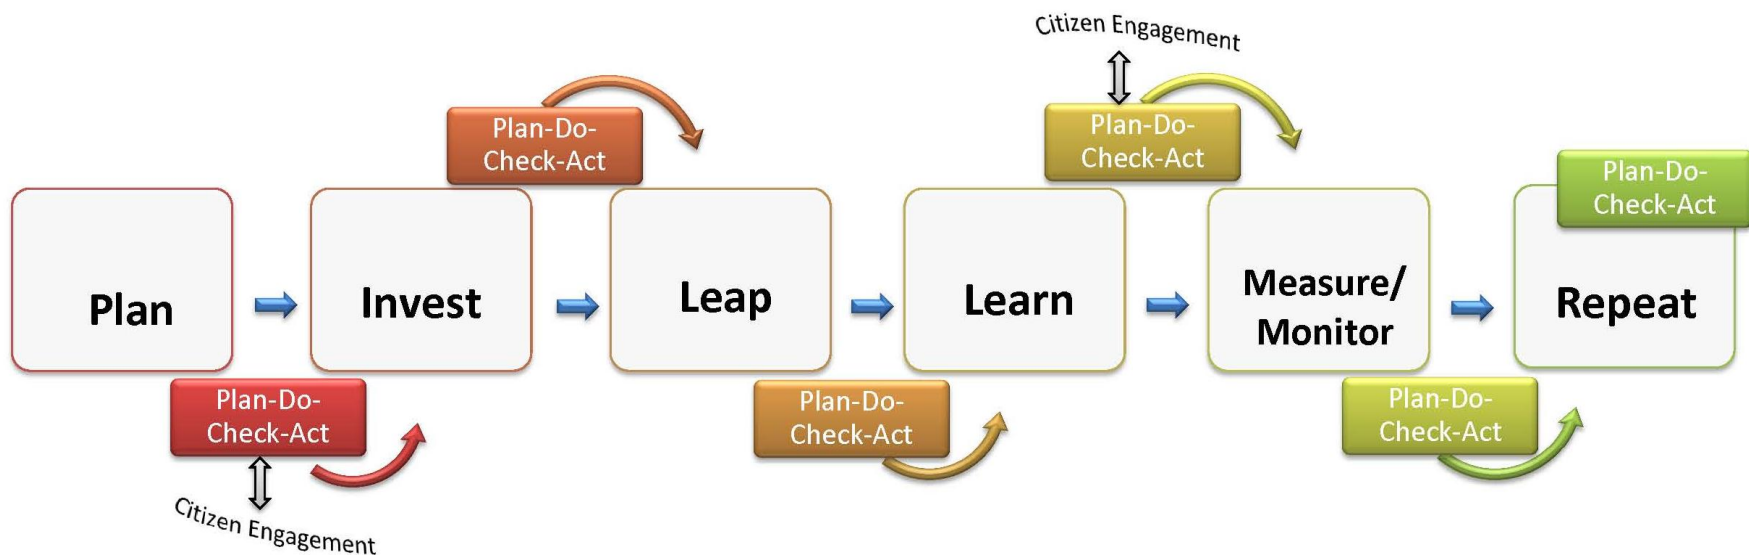 Citizen Engagement
Plan-Do-
Check-Act
Plan-Do-
Check-Act
Plan-Do-
Check-Act
Plan
Invest
Leap
Learn
Measure/
Monitor
Repeat
Plan-Do-
Check-Act
Plan-Do-
Check-Act
Plan-Do-
Check-Act
Citizen Engagement